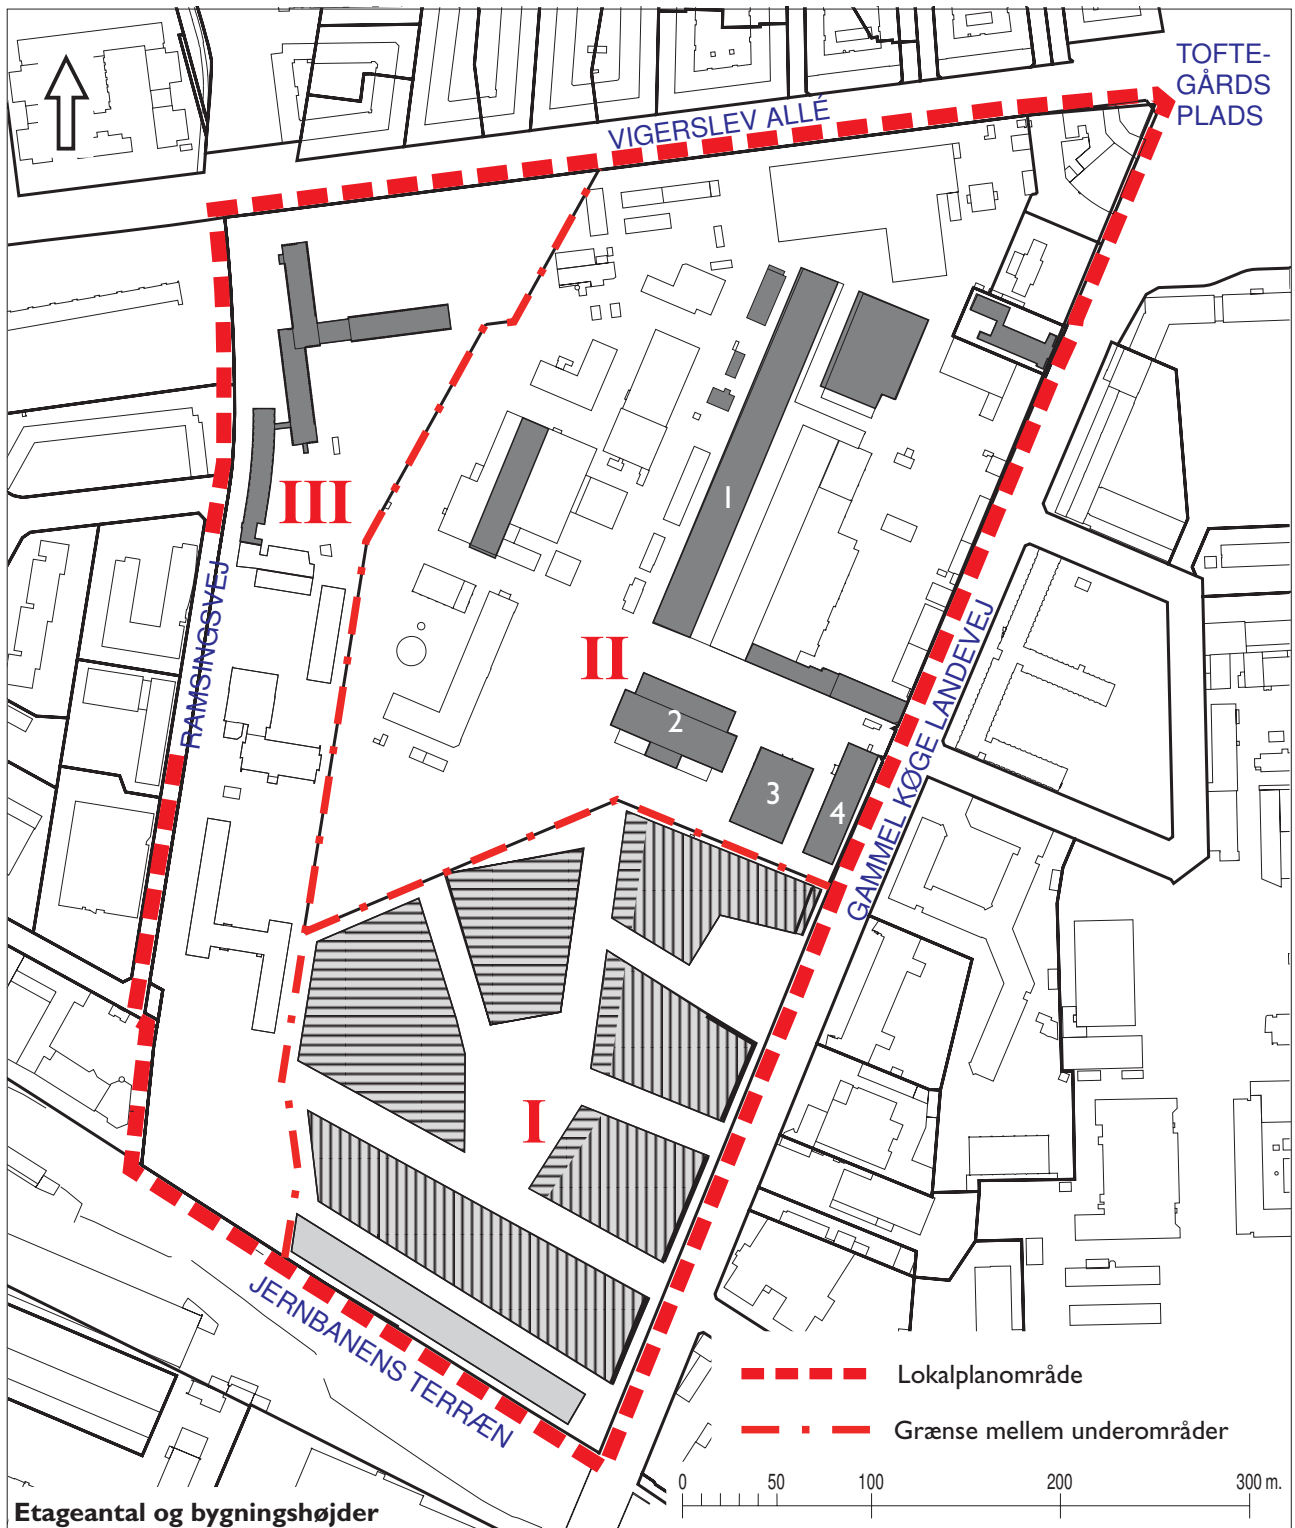 TOFTE-
GÅRDS
PLADS
VIGERSLEV ALLÉ
III
1
RAMSINGSVEJ
II
GAMMEL KØGE LANDEVEJ
2
3
4
I
JERNBANENS TERRÆN
Lokalplanområde
Grænse mellem underområder
0 50 100 200 300 m.
Etageantal og bygningshøjder